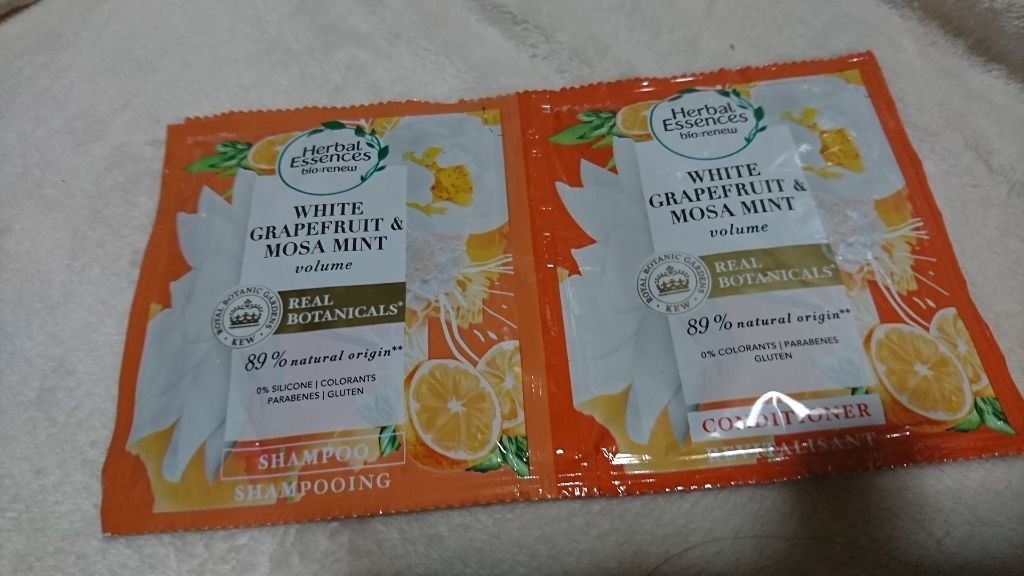 Herbal
Essences
bio:renew
WHITE
GRAPEFRUIT &
MOSA MINT
volume
ROYAL BOTANIC GARDENS
KEW
REAL
BOTANICALS*
89% natural origin**
0% SILICONE | COLORANTS
PARABENES | GLUTEN
SHAMPOO
SHAMPOOING
Herbal
Essences
bio:renew
WHITE
GRAPEFRUIT &
MOSA MINT
volume
ROYAL BOTANIC GARDENS
KEW
REAL
BOTANICALS*
89% natural origin**
0% COLORANTS | PARABENES
GLUTEN
CONDITIONER
REVITALISANT